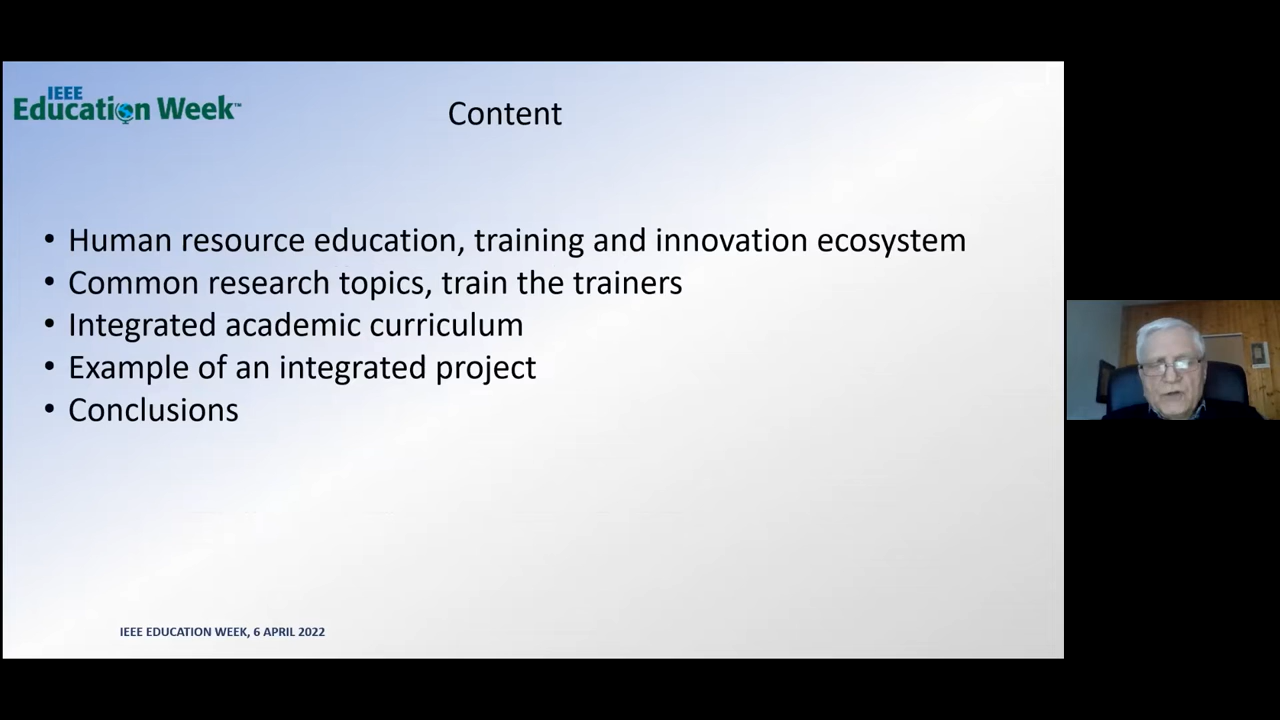 IEEE
Education Week™
Content
• Human resource education, training and innovation ecosystem
• Common research topics, train the trainers
• Integrated academic curriculum
• Example of an integrated project
• Conclusions
IEEE EDUCATION WEEK, 6 APRIL 2022